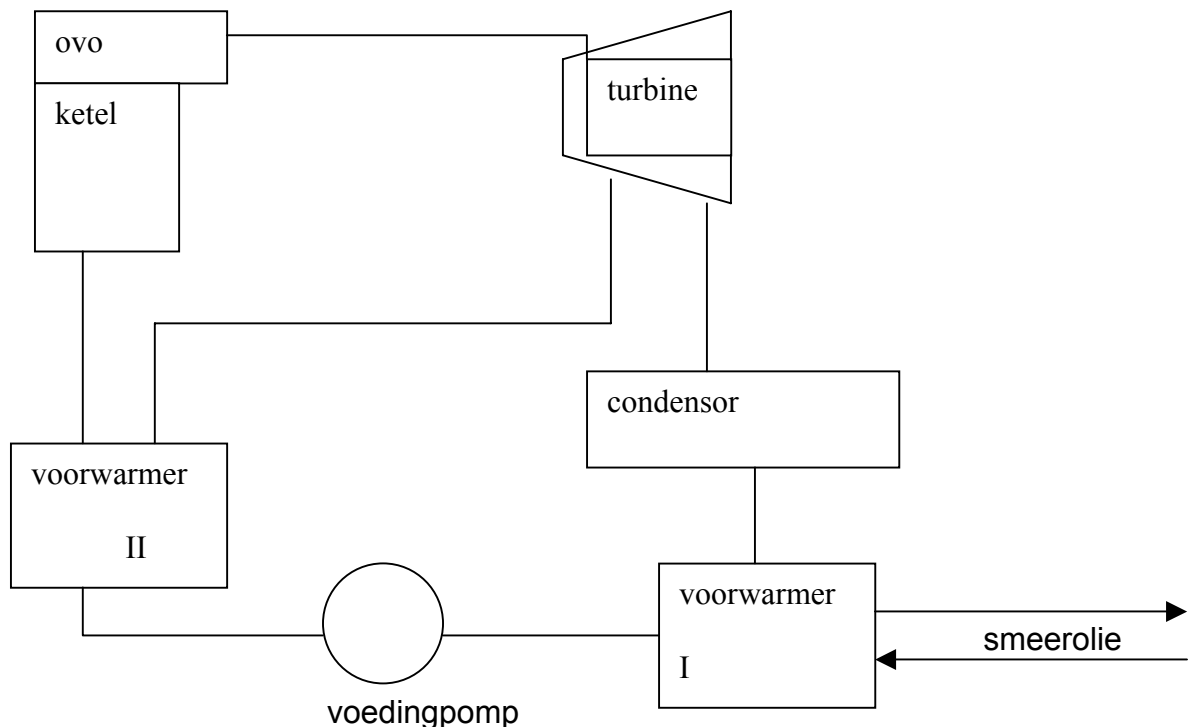 ovo
ketel
turbine
condensor
voorwarmer
II
voorwarmer
I
smeerolie
voedingpomp